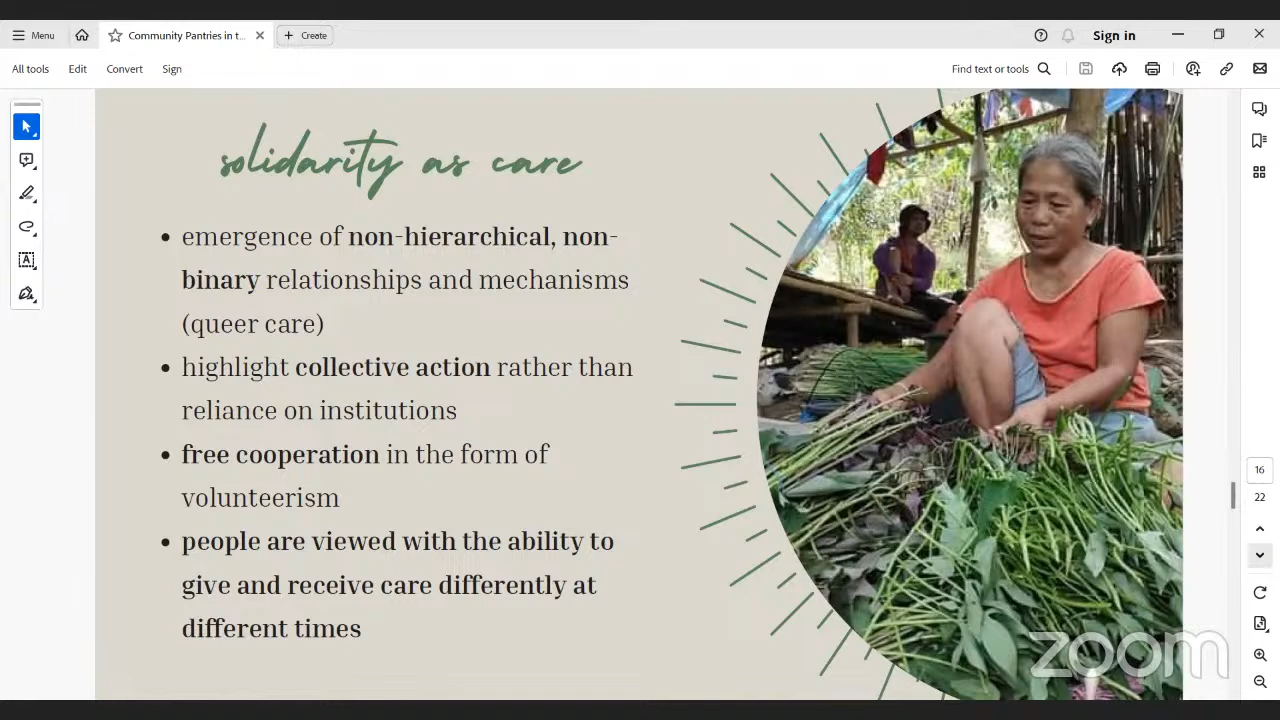 Menu
Community Pantries in t...
Create
Sign in
All tools
Edit
Convert
Sign
Find text or tools
solidarity as care
• emergence of non-hierarchical, non-
binary relationships and mechanisms
(queer care)
• highlight collective action rather than
reliance on institutions
• free cooperation in the form of
volunteerism
• people are viewed with the ability to
give and receive care differently at
different times
16
22
zoom